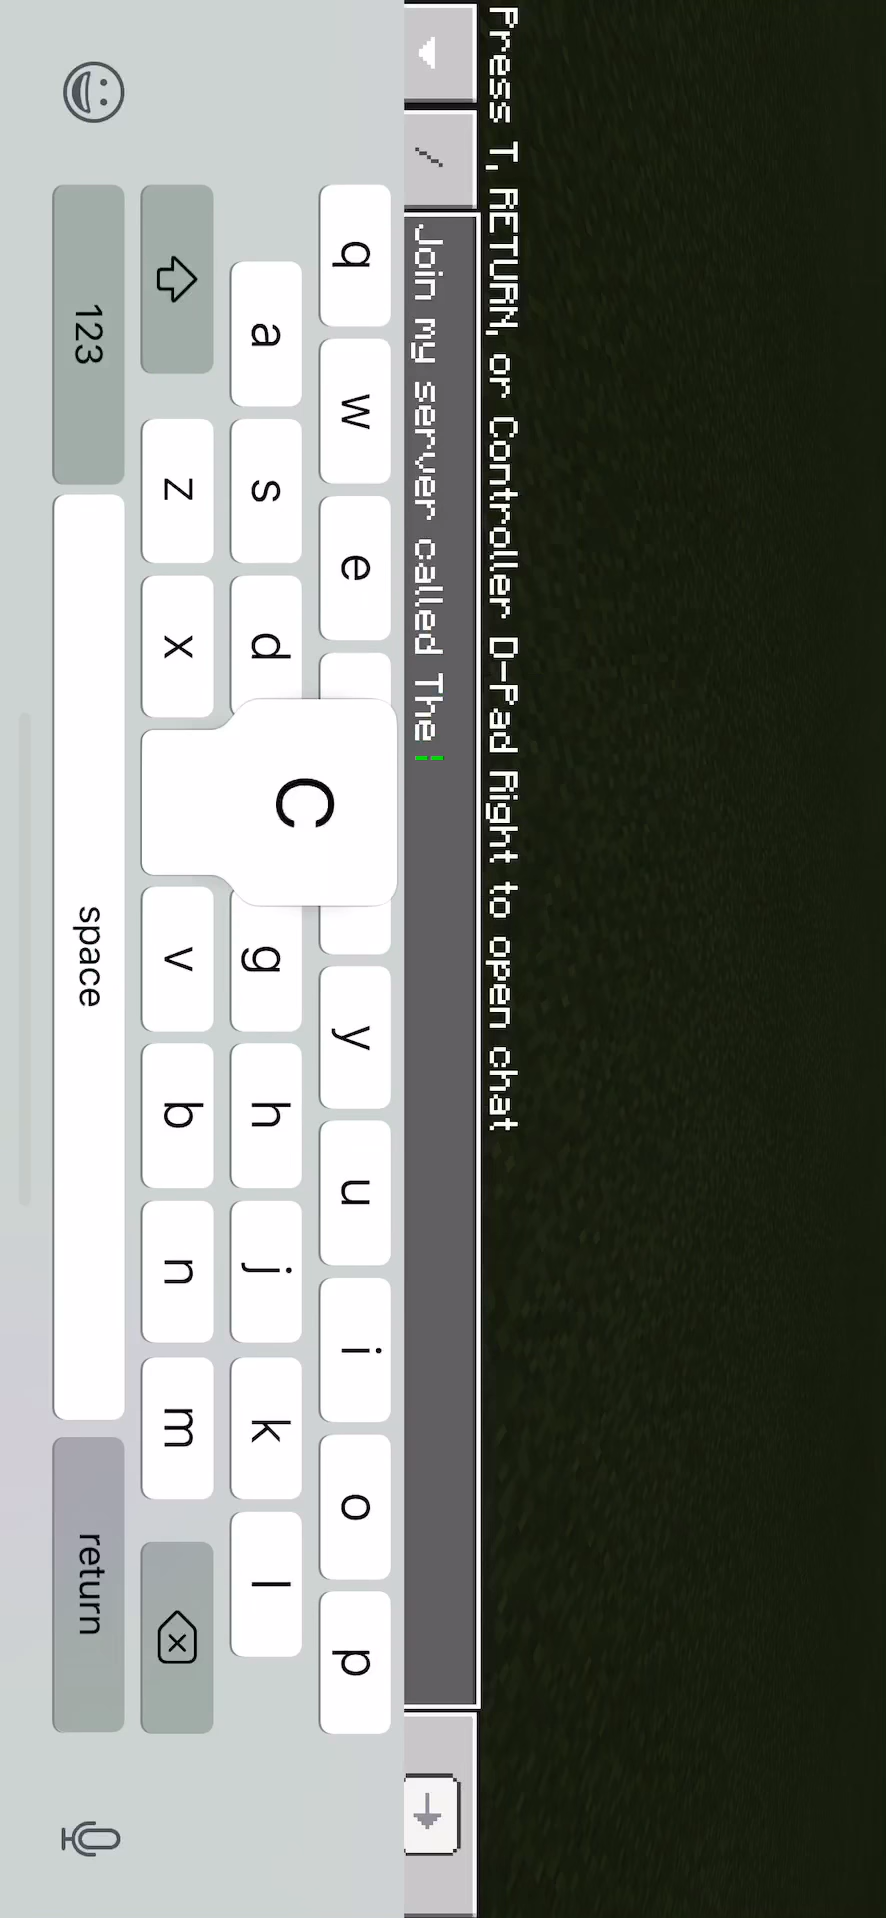 Press T, RETURN, or Controller D-Pad Right to open chat
/
Join my server called The
q w e y u i o p
a s d g h j k l
C
z x v b n m
123 space return